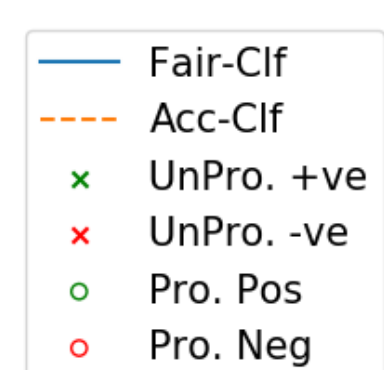 Fair-Clf
Acc-Clf
UnPro. +ve
UnPro. -ve
Pro. Pos
Pro. Neg